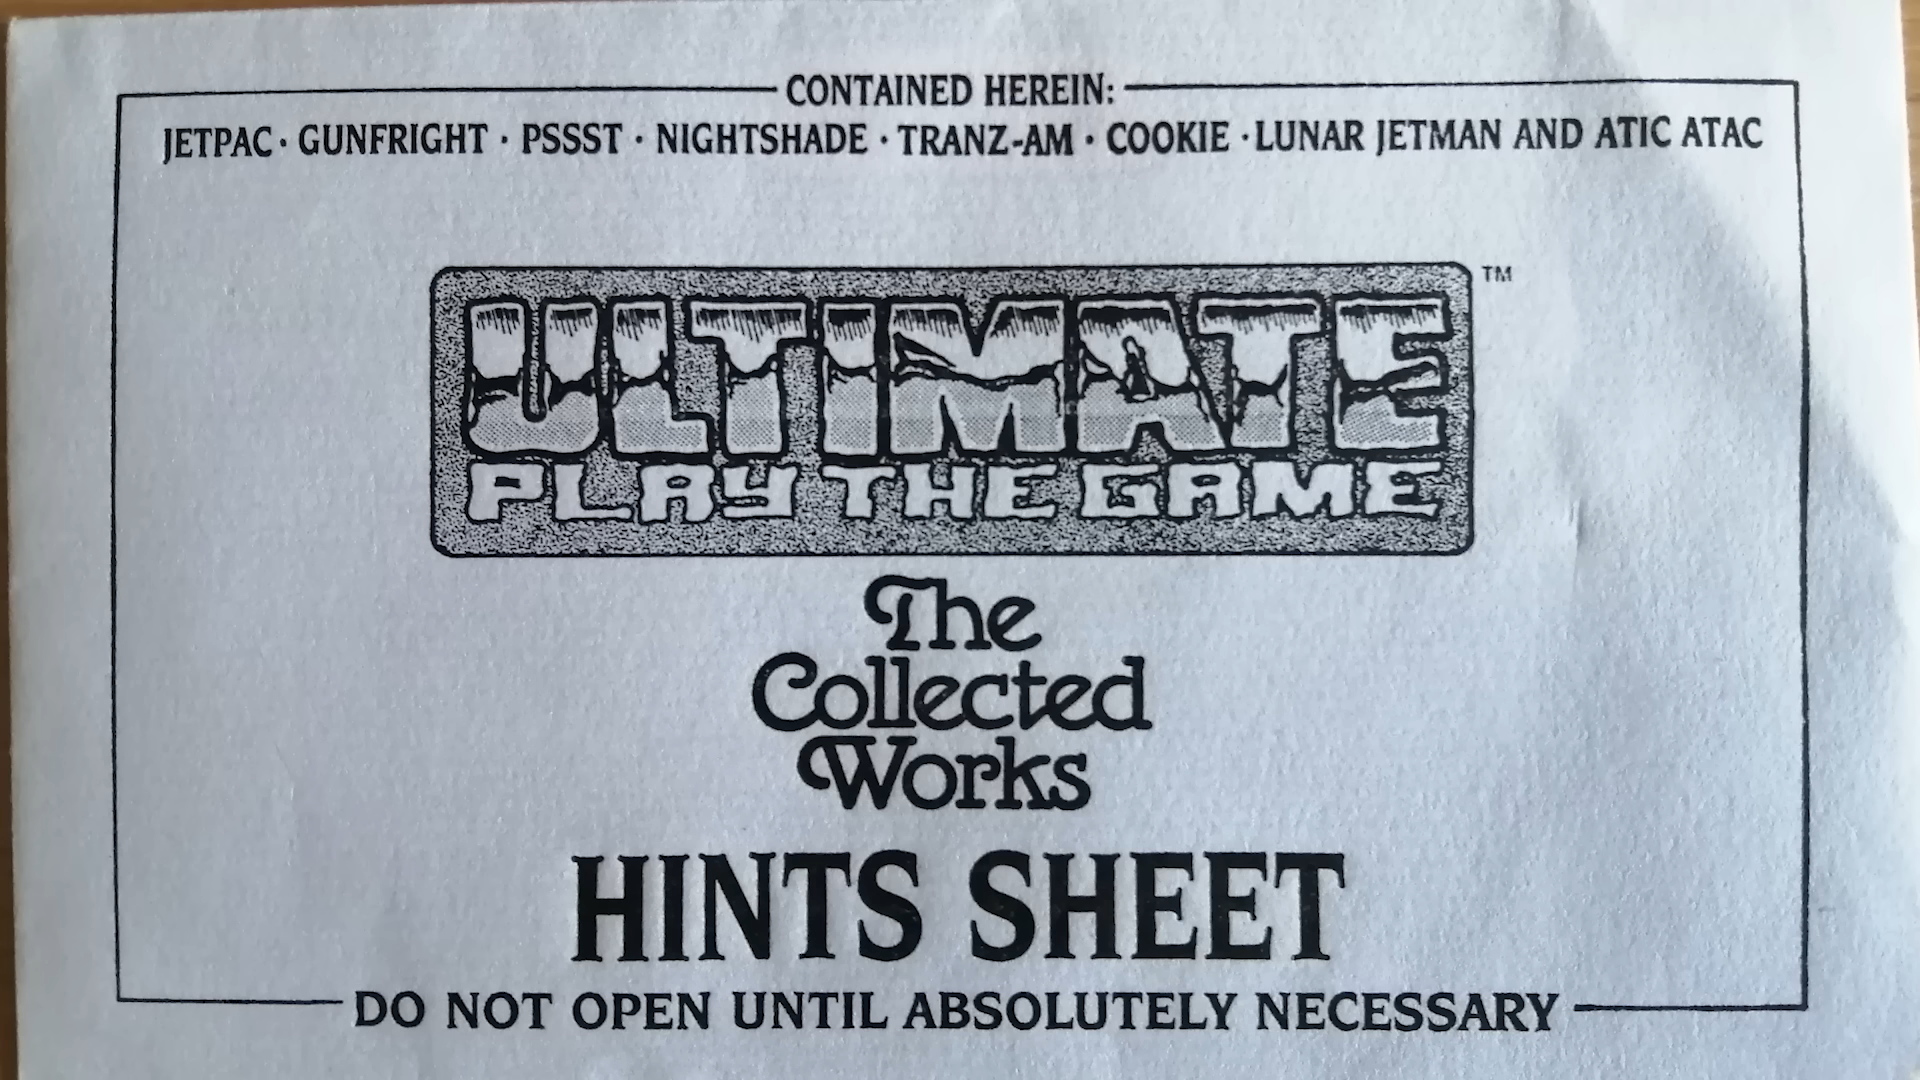 CONTAINED HEREIN:
JETPAC · GUNFRIGHT · PSSST · NIGHTSHADE · TRANZ-AM · COOKIE · LUNAR JETMAN AND ATIC ATAC
ULTIMATE
TM
PLAY THE GAME
The
Collected
Works
HINTS SHEET
DO NOT OPEN UNTIL ABSOLUTELY NECESSARY